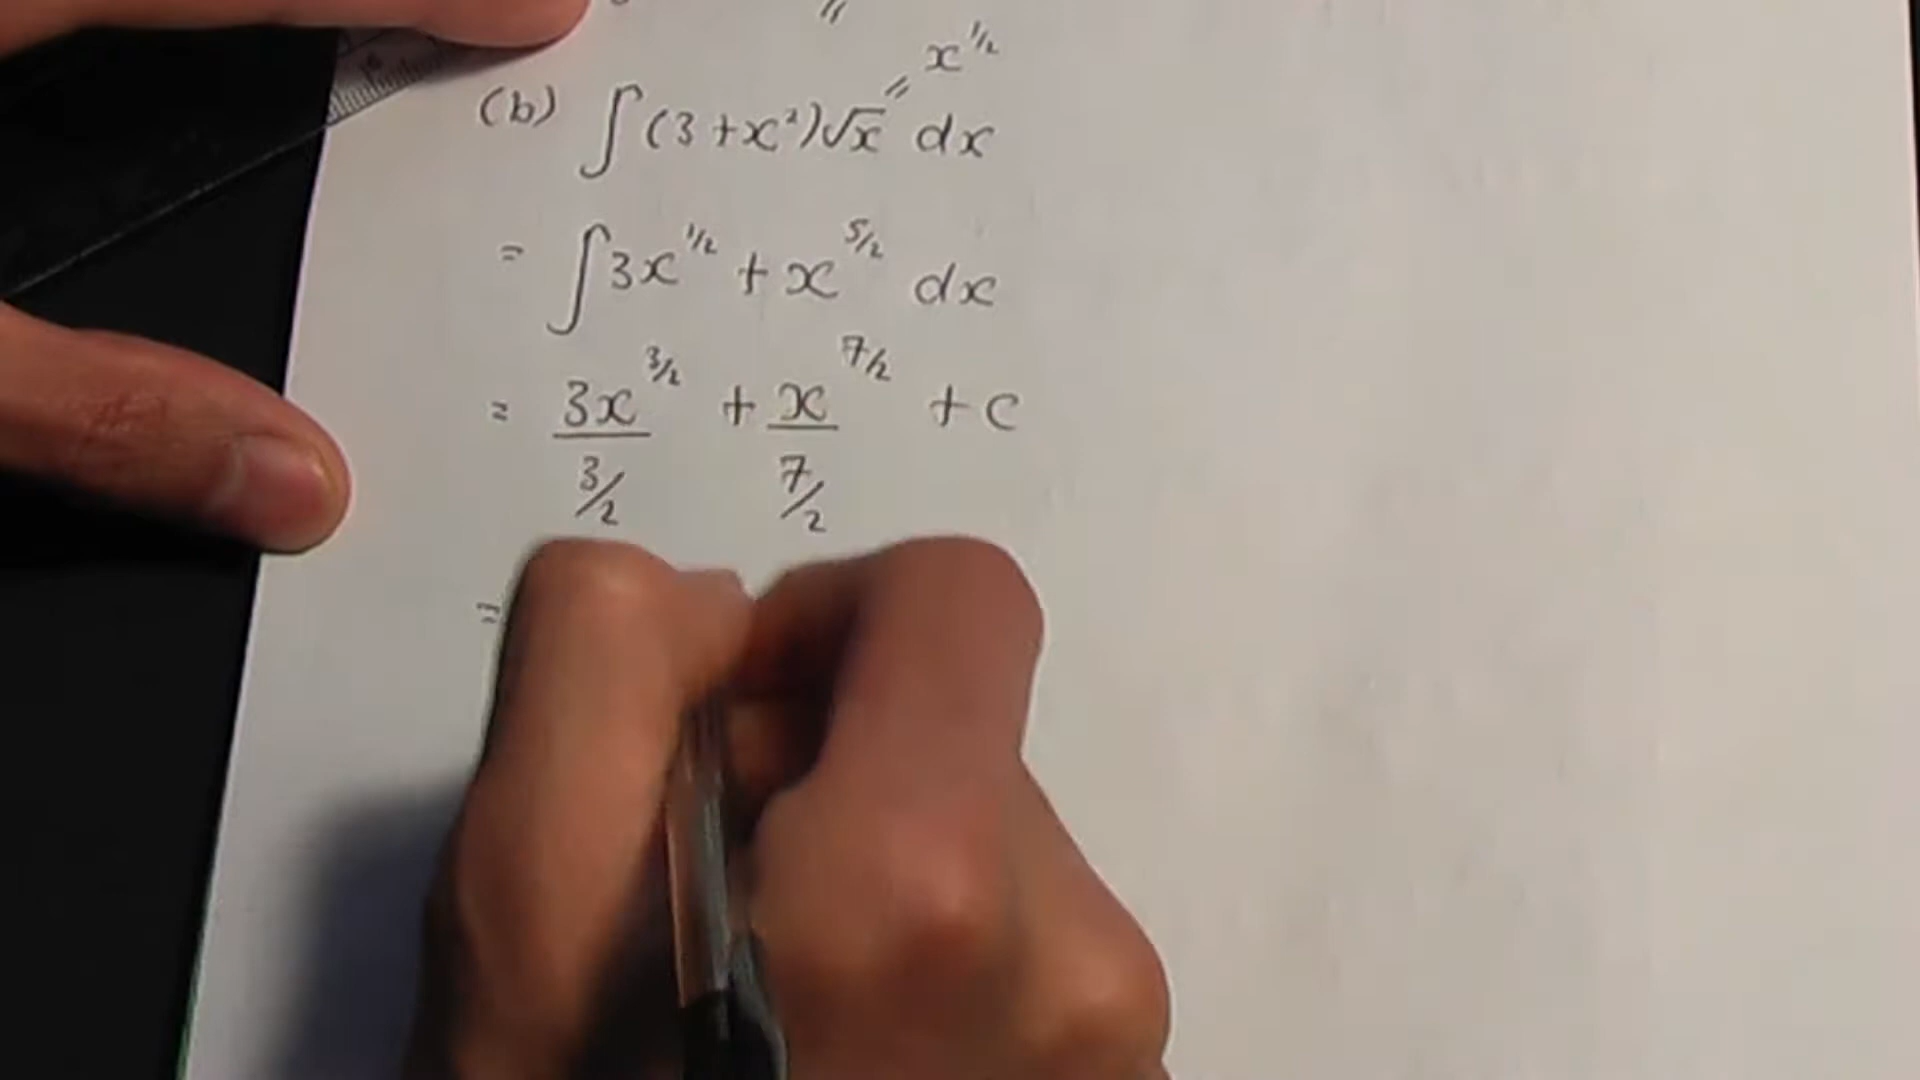 x^{1/2}
(b) ∫(3+x²)√x dx
= ∫3x^{1/2} + x^{5/2} dx
= 3x^{3/2}/(3/2) + x^{7/2}/(7/2) + c
=